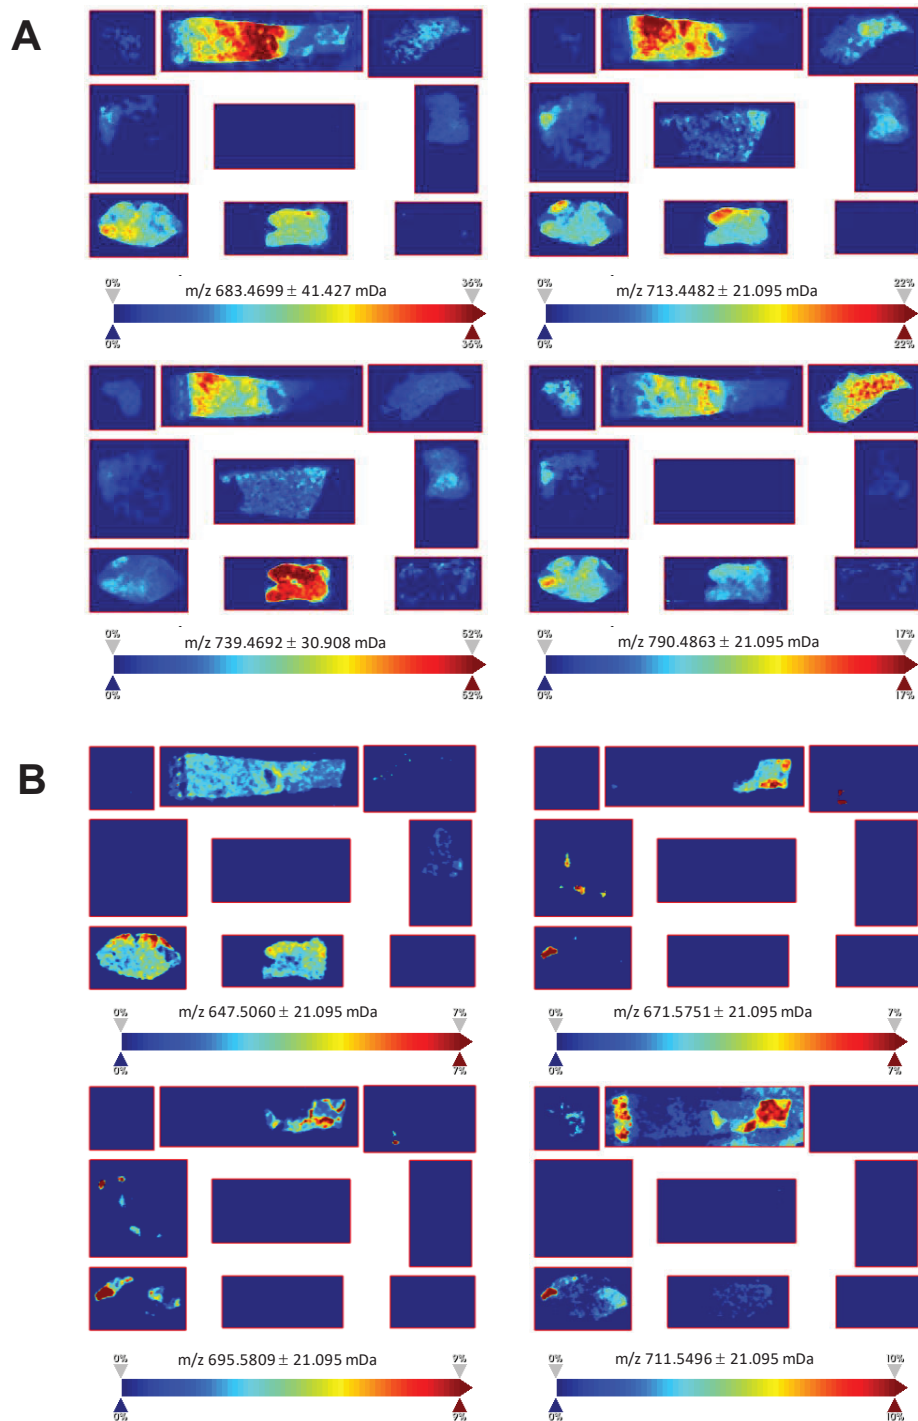 A
0% 36%
m/z 683.4699 ± 41.427 mDa
0% 36%
0% 22%
m/z 713.4482 ± 21.095 mDa
0% 22%
0% 52%
m/z 739.4692 ± 30.908 mDa
0% 52%
0% 17%
m/z 790.4863 ± 21.095 mDa
0% 17%
B
0% 7%
m/z 647.5060 ± 21.095 mDa
0% 7%
0% 7%
m/z 671.5751 ± 21.095 mDa
0% 7%
0% 9%
m/z 695.5809 ± 21.095 mDa
0% 9%
0% 10%
m/z 711.5496 ± 21.095 mDa
0% 10%